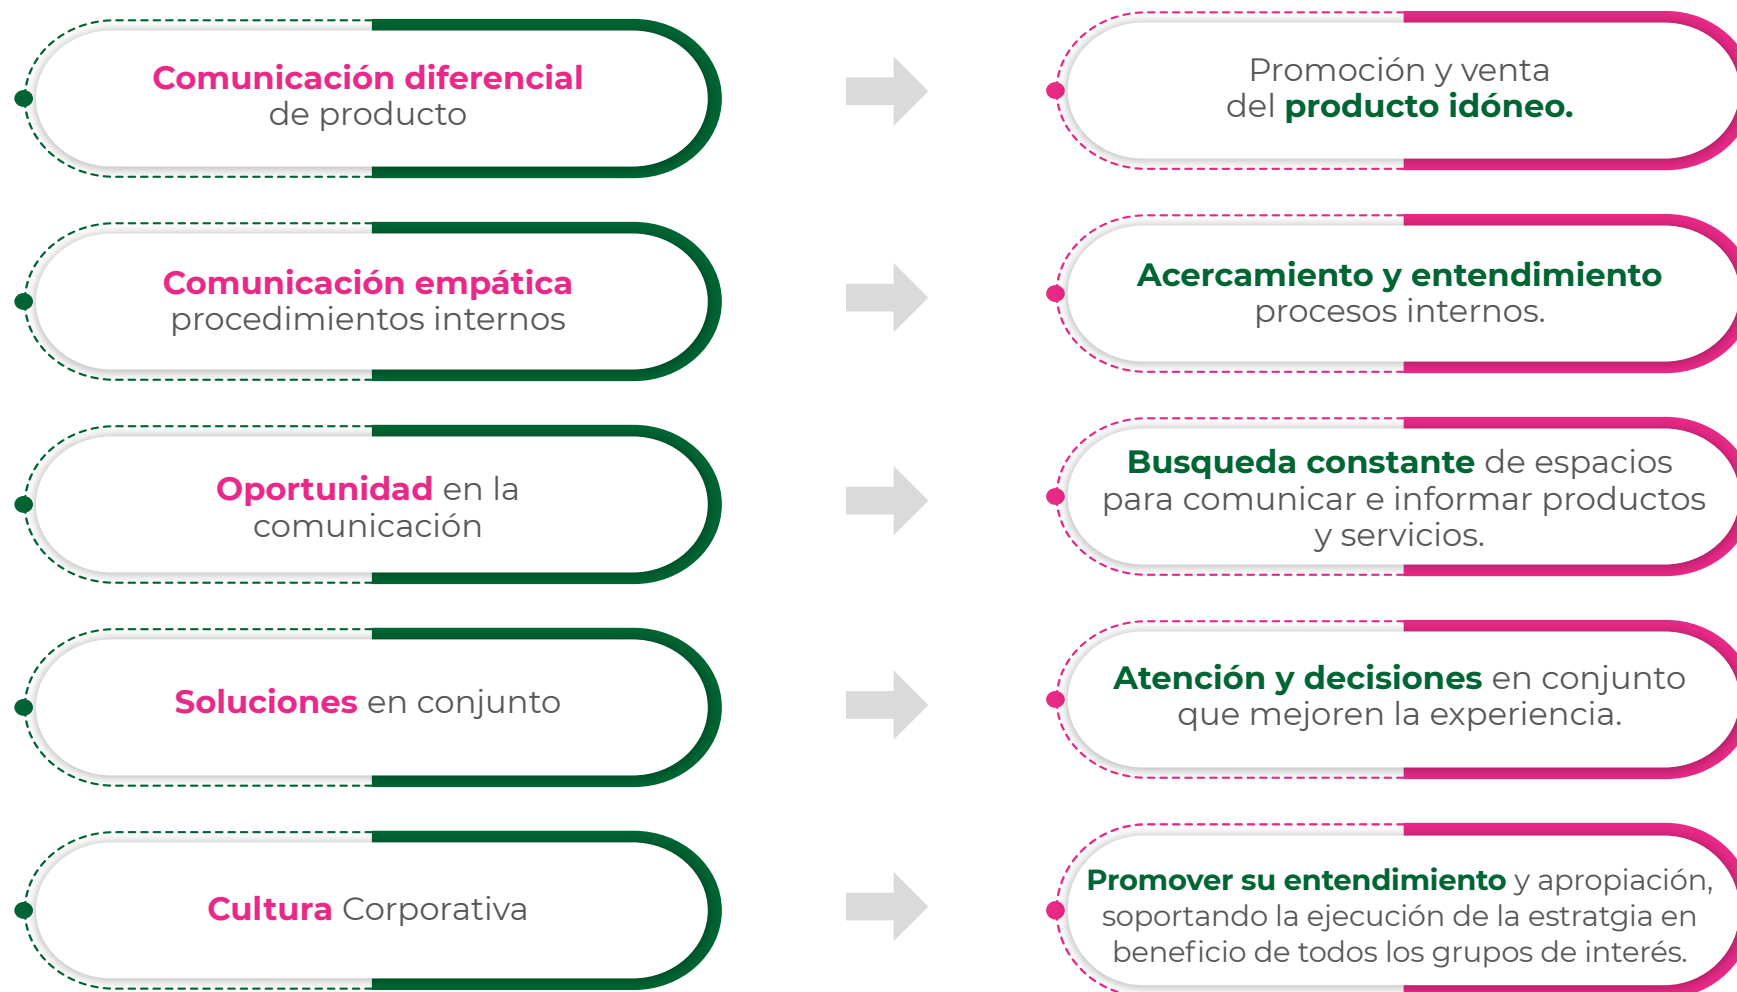 Comunicación diferencial
de producto
Promoción y venta
del producto idóneo.
Comunicación empática
procedimientos internos
Acercamiento y entendimiento
procesos internos.
Oportunidad en la
comunicación
Busqueda constante de espacios
para comunicar e informar productos
y servicios.
Soluciones en conjunto
Atención y decisiones en conjunto
que mejoren la experiencia.
Cultura Corporativa
Promover su entendimiento y apropiación,
soportando la ejecución de la estratgia en
beneficio de todos los grupos de interés.